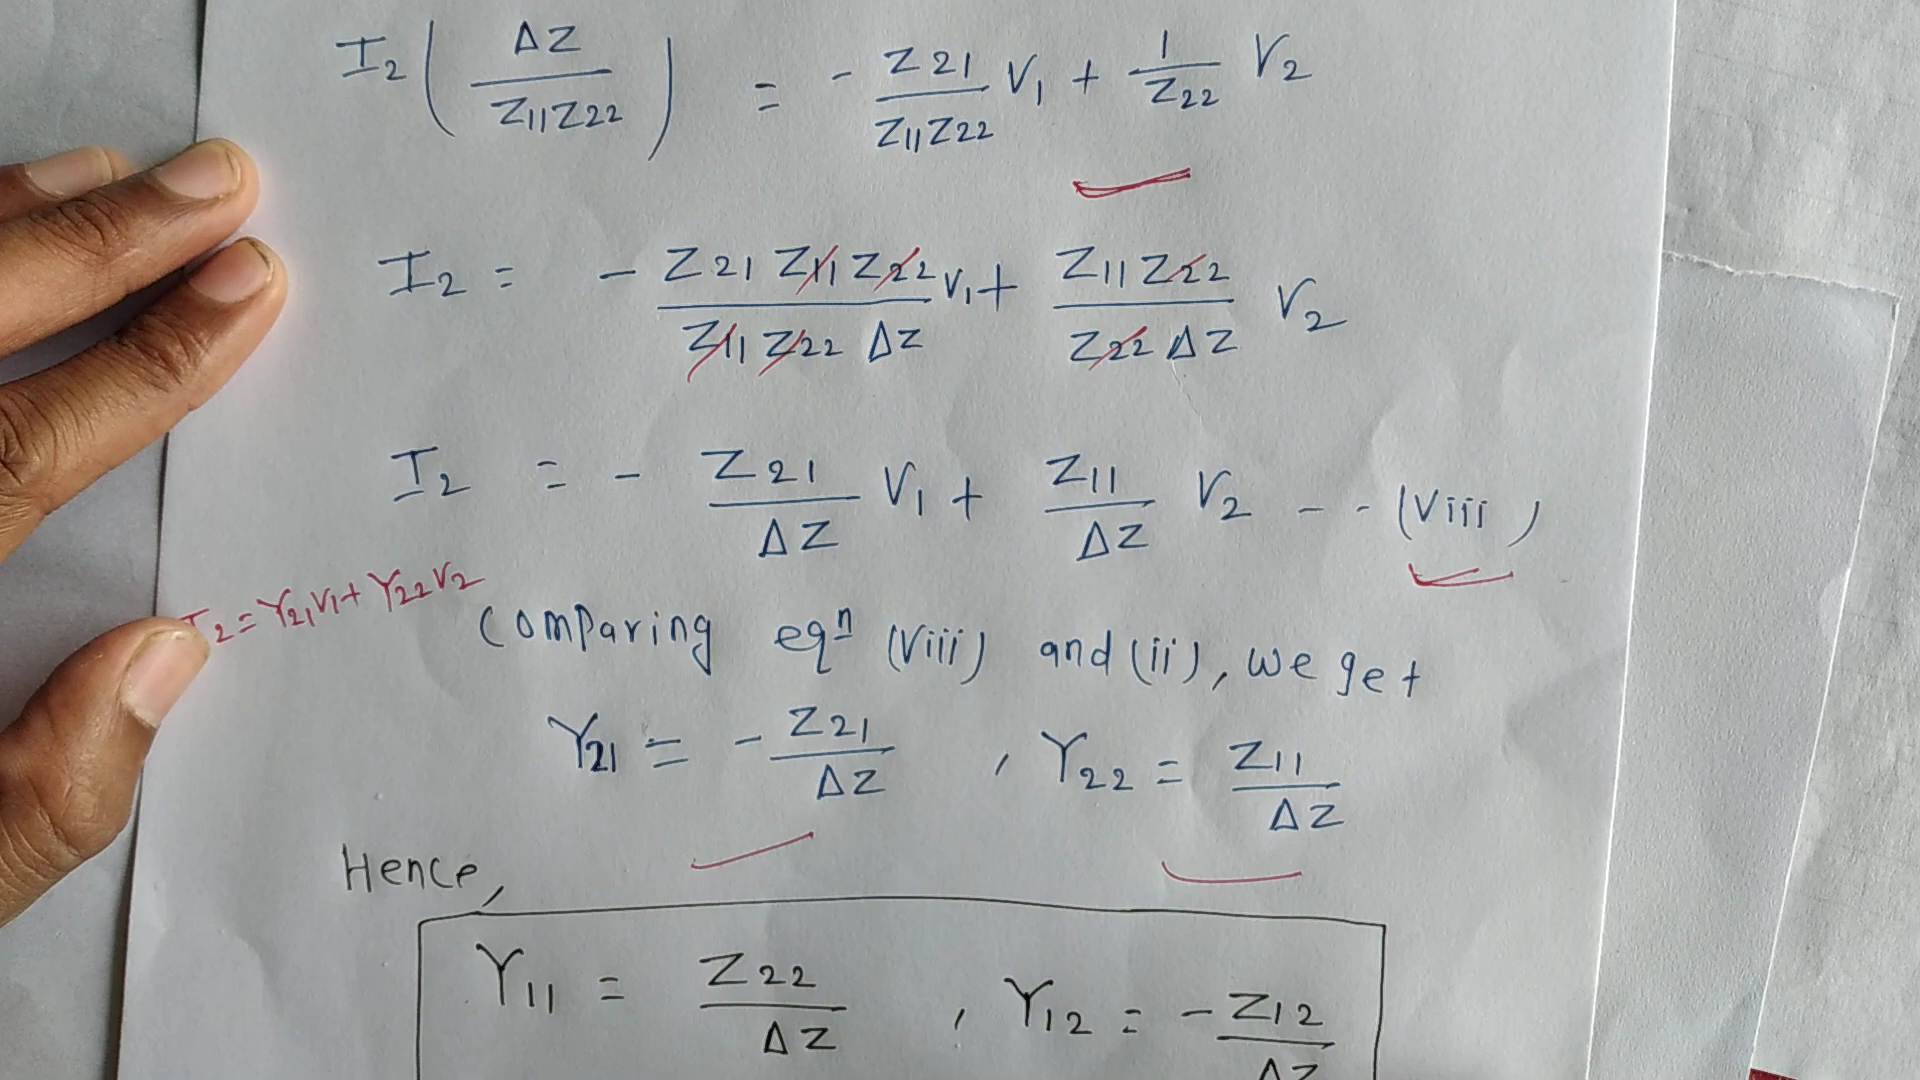 I2 ( ΔZ / Z11Z22 ) = - Z21 / Z11Z22 V1 + 1 / Z22 V2
I2 = - Z21 Z11 Z22 / Z11 Z22 ΔZ V1 + Z11 Z22 / Z22 ΔZ V2
I2 = - Z21 / ΔZ V1 + Z11 / ΔZ V2 - - (Viii)
I2 = Y21V1 + Y22V2
Comparing eqn (Viii) and (ii), we get
Y21 = - Z21 / ΔZ , Y22 = Z11 / ΔZ
Hence,
Y11 = Z22 / ΔZ , Y12 = - Z12 / ΔZ